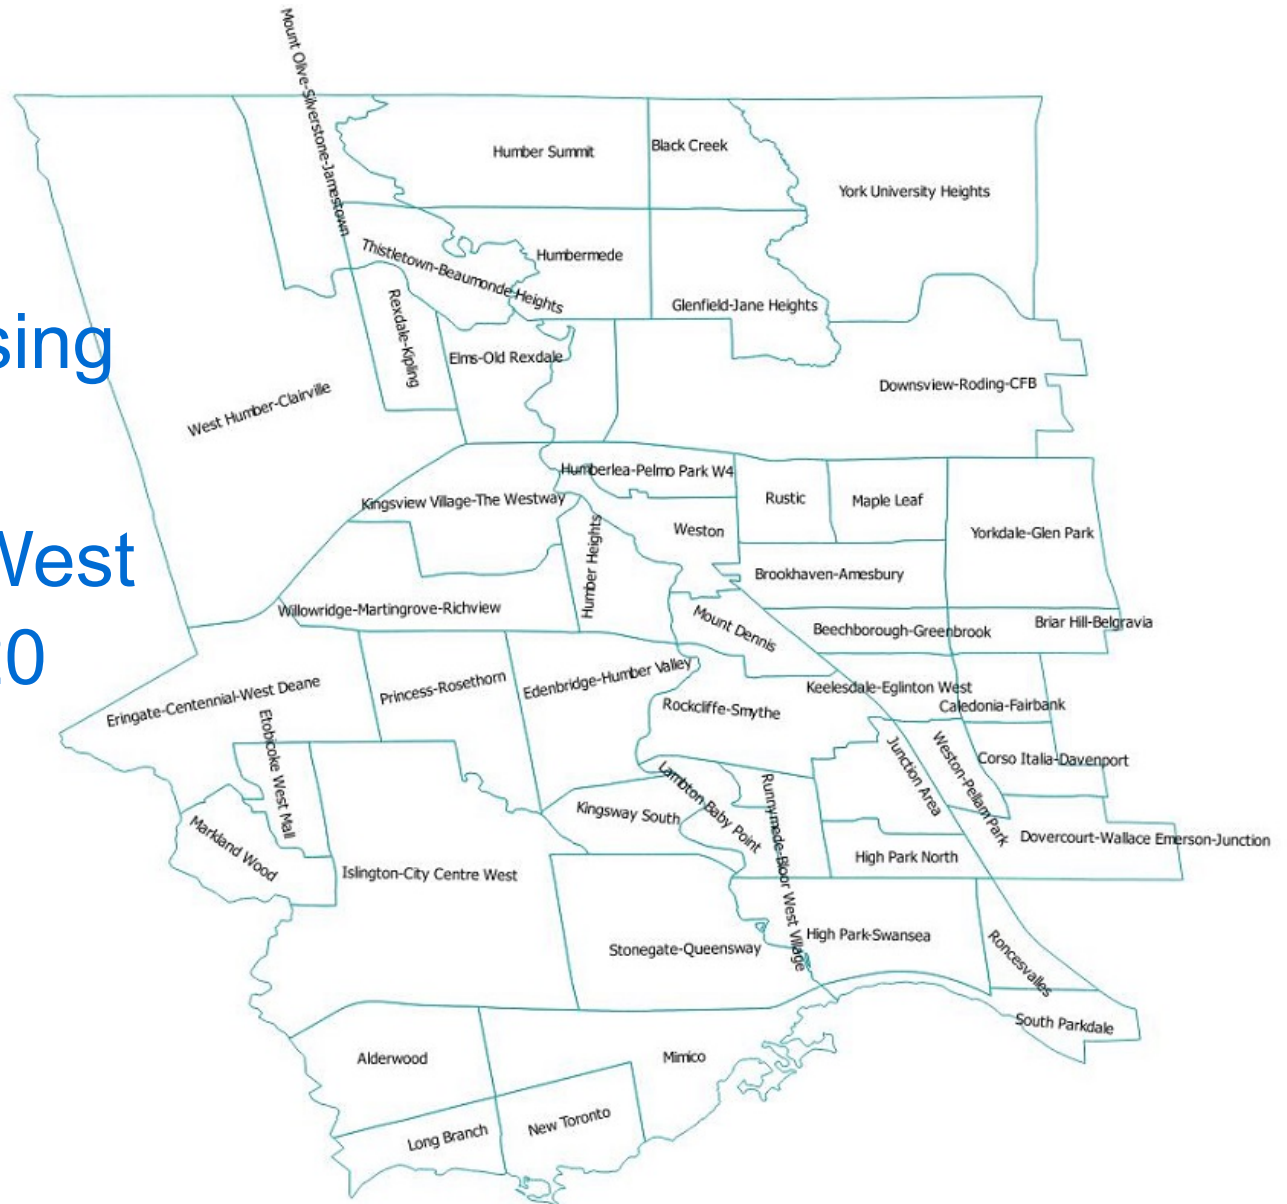 Mount Olive-Silverstone-Jamestown
Humber Summit
Black Creek
York University Heights
Thistletown-Beaumonde Heights
Humbermede
Glenfield-Jane Heights
Rexdale-Kipling
Elms-Old Rexdale
sing
Downsview-Roding-CFB
West Humber-Clairville
Humberlea-Pelmo Park W4
Kingsview Village-The Westway
Rustic
Maple Leaf
Weston
Yorkdale-Glen Park
West
Humber Heights
Brookhaven-Amesbury
Willowridge-Martingrove-Richview
Mount Dennis
Beechborough-Greenbrook
Briar Hill-Belgravia
0
Eringate-Centennial-West Deane
Princess-Rosethorn
Edenbridge-Humber Valley
Keelesdale-Eglinton West
Rockcliffe-Smythe
Caledonia-Fairbank
Etobicoke West Mall
Junction Area
Weston-Pellam Park
Corso Italia-Davenport
Lambton Baby Point
Runnymede-Bloor West Village
Kingsway South
Markland Wood
Dovercourt-Wallace Emerson-Junction
High Park North
Islington-City Centre West
Stonegate-Queensway
High Park-Swansea
Roncesvalles
South Parkdale
Alderwood
Mimico
Long Branch
New Toronto